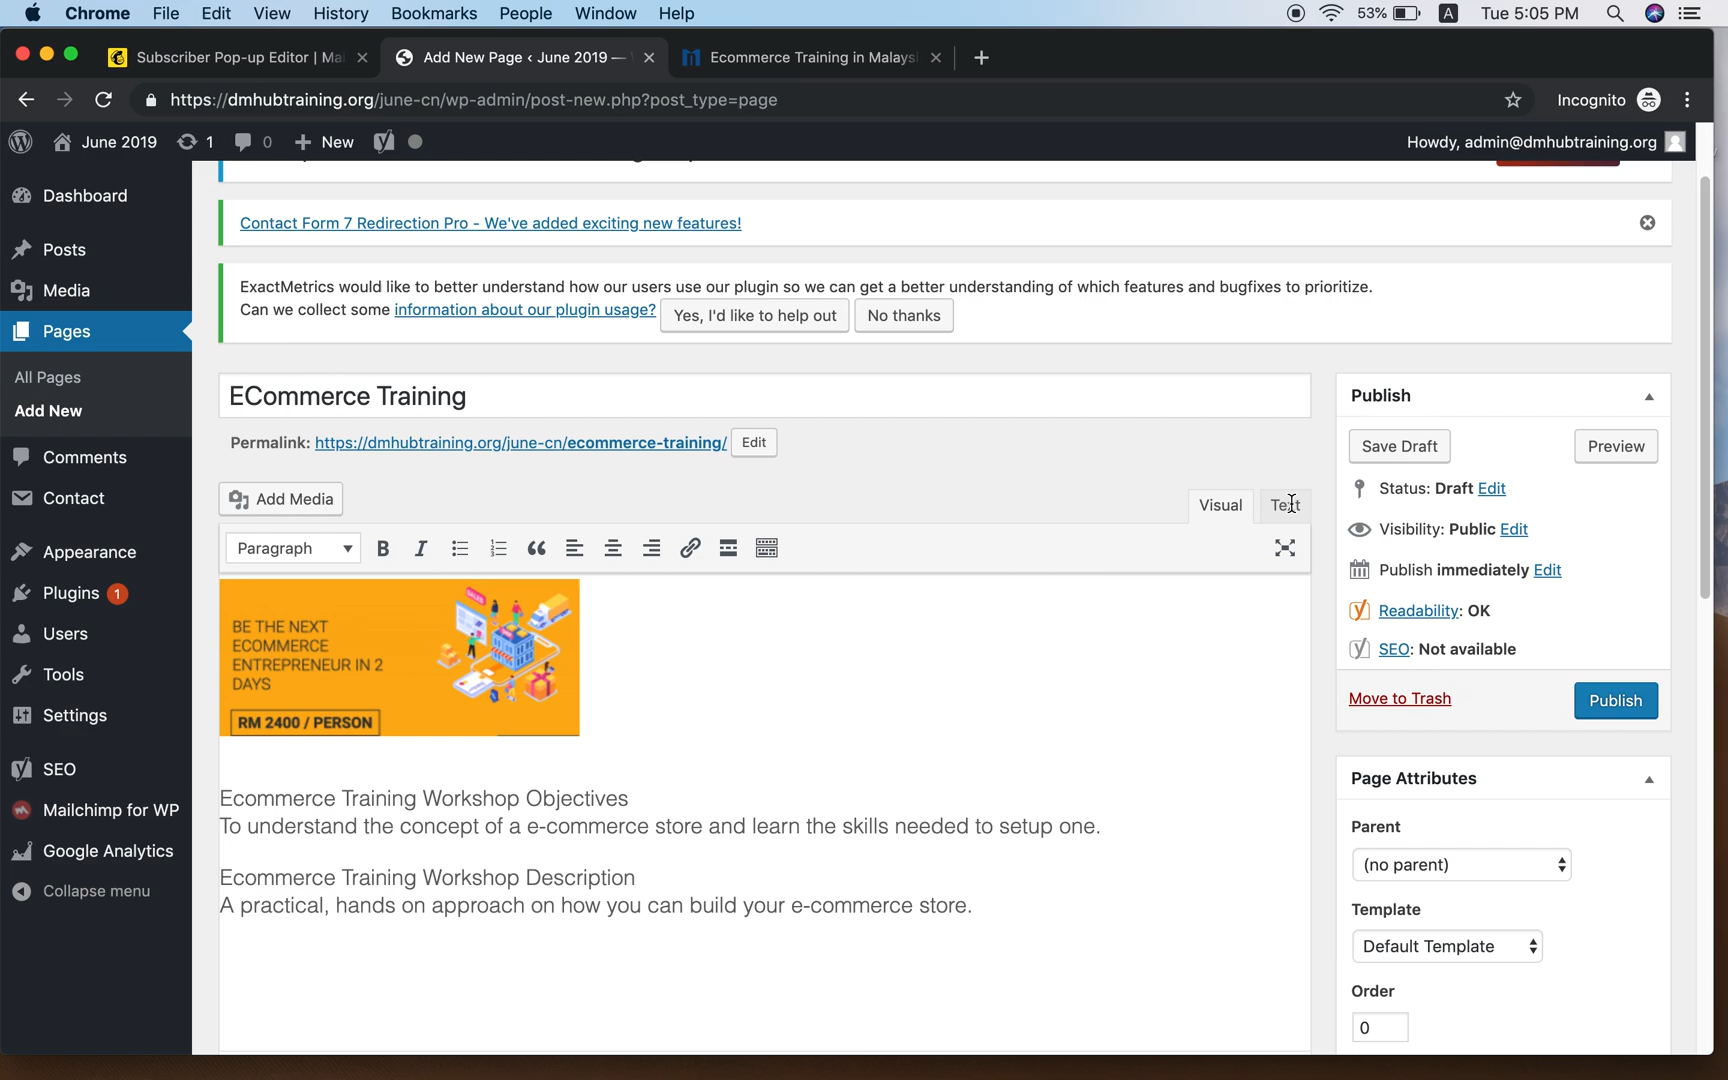 Chrome File Edit View History Bookmarks People Window Help 53% A Tue 5:05 PM
Subscriber Pop-up Editor | Mai Add New Page ‹ June 2019 — Ecommerce Training in Malaysi
https://dmhubtraining.org/june-cn/wp-admin/post-new.php?post_type=page Incognito
June 2019 1 0 New Howdy, admin@dmhubtraining.org
Dashboard
Posts
Media
Pages
All Pages
Add New
Comments
Contact
Appearance
Plugins 1
Users
Tools
Settings
SEO
Mailchimp for WP
Google Analytics
Collapse menu
Contact Form 7 Redirection Pro - We've added exciting new features!
ExactMetrics would like to better understand how our users use our plugin so we can get a better understanding of which features and bugfixes to prioritize.
Can we collect some information about our plugin usage? Yes, I'd like to help out No thanks
ECommerce Training
Permalink: https://dmhubtraining.org/june-cn/ecommerce-training/ Edit
Add Media
Visual Text
Paragraph
BE THE NEXT
ECOMMERCE
ENTREPRENEUR IN 2
DAYS
RM 2400 / PERSON
SALES
Ecommerce Training Workshop Objectives
To understand the concept of a e-commerce store and learn the skills needed to setup one.
Ecommerce Training Workshop Description
A practical, hands on approach on how you can build your e-commerce store.
Publish
Save Draft Preview
Status: Draft Edit
Visibility: Public Edit
Publish immediately Edit
Readability: OK
SEO: Not available
Move to Trash Publish
Page Attributes
Parent
(no parent)
Template
Default Template
Order
0